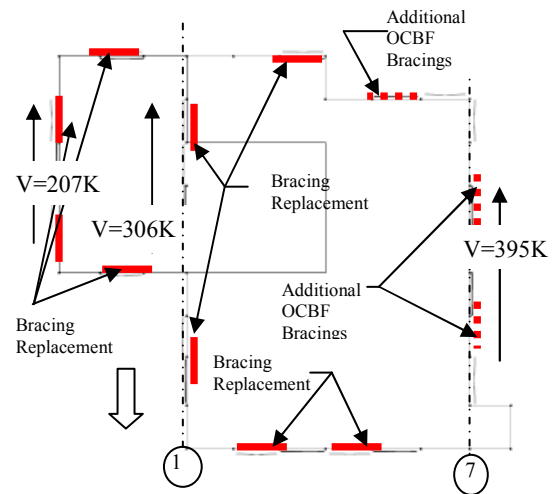 Additional
OCBF
Bracings
V=207K
V=306K
Bracing
Replacement
V=395K
Additional
OCBF
Bracings
Bracing
Replacement
Bracing
Replacement
1
7